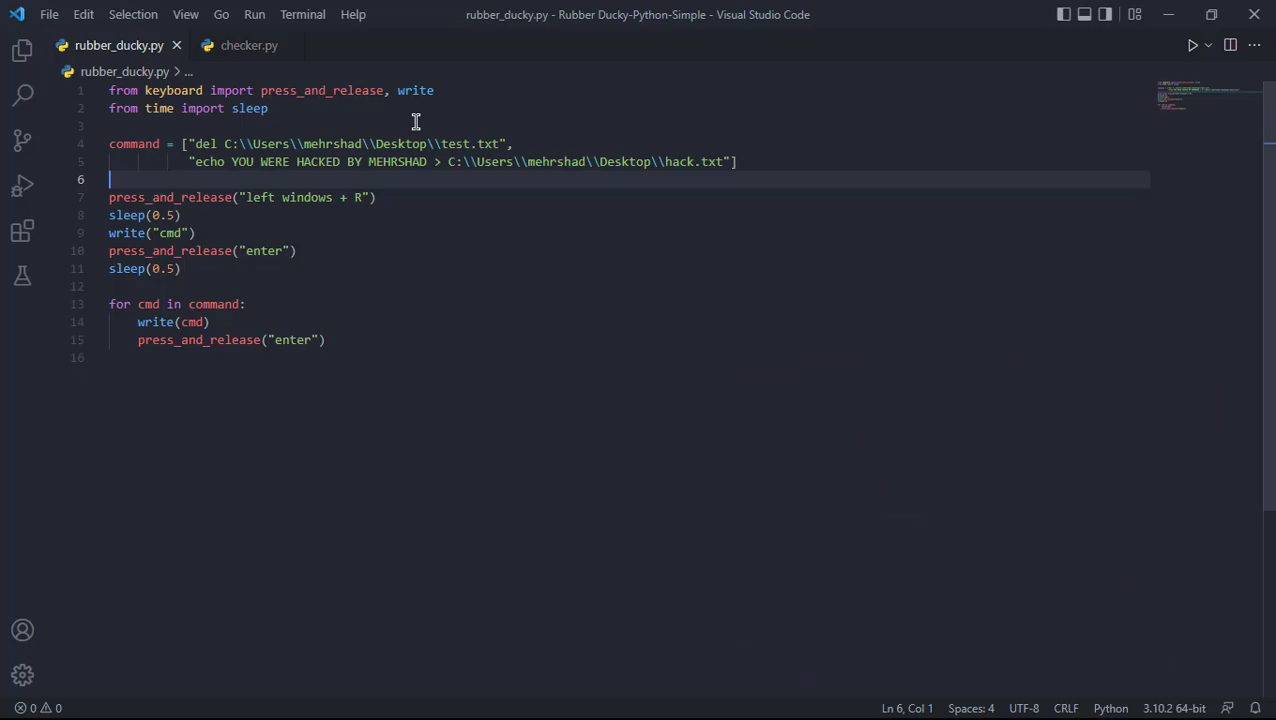 File Edit Selection View Go Run Terminal Help rubber_ducky.py - Rubber Ducky-Python-Simple - Visual Studio Code
rubber_ducky.py checker.py
rubber_ducky.py > ...
1 from keyboard import press_and_release, write
2 from time import sleep
3
4 command = ["del C:\\Users\\mehrshad\\Desktop\\test.txt",
5 "echo YOU WERE HACKED BY MEHRSHAD > C:\\Users\\mehrshad\\Desktop\\hack.txt"]
6
7 press_and_release("left windows + R")
8 sleep(0.5)
9 write("cmd")
10 press_and_release("enter")
11 sleep(0.5)
12
13 for cmd in command:
14 write(cmd)
15 press_and_release("enter")
16
0 0 Ln 6, Col 1 Spaces: 4 UTF-8 CRLF Python 3.10.2 64-bit